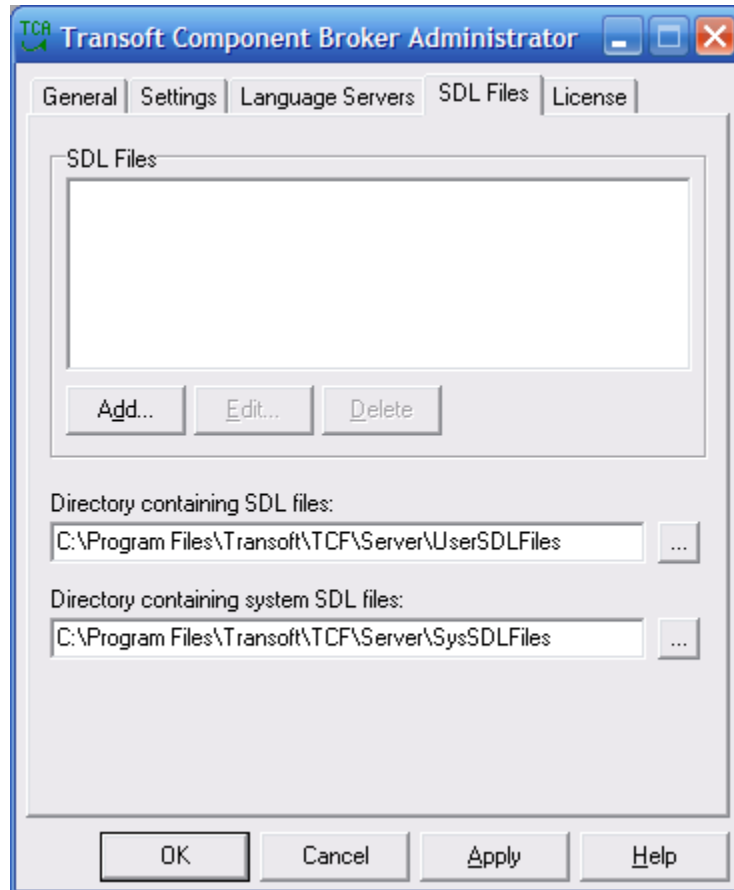 TCA
Transoft Component Broker Administrator
General Settings Language Servers SDL Files License
SDL Files
Add... Edit... Delete
Directory containing SDL files:
C:\Program Files\Transoft\TCF\Server\UserSDLFiles ...
Directory containing system SDL files:
C:\Program Files\Transoft\TCF\Server\SysSDLFiles ...
OK Cancel Apply Help